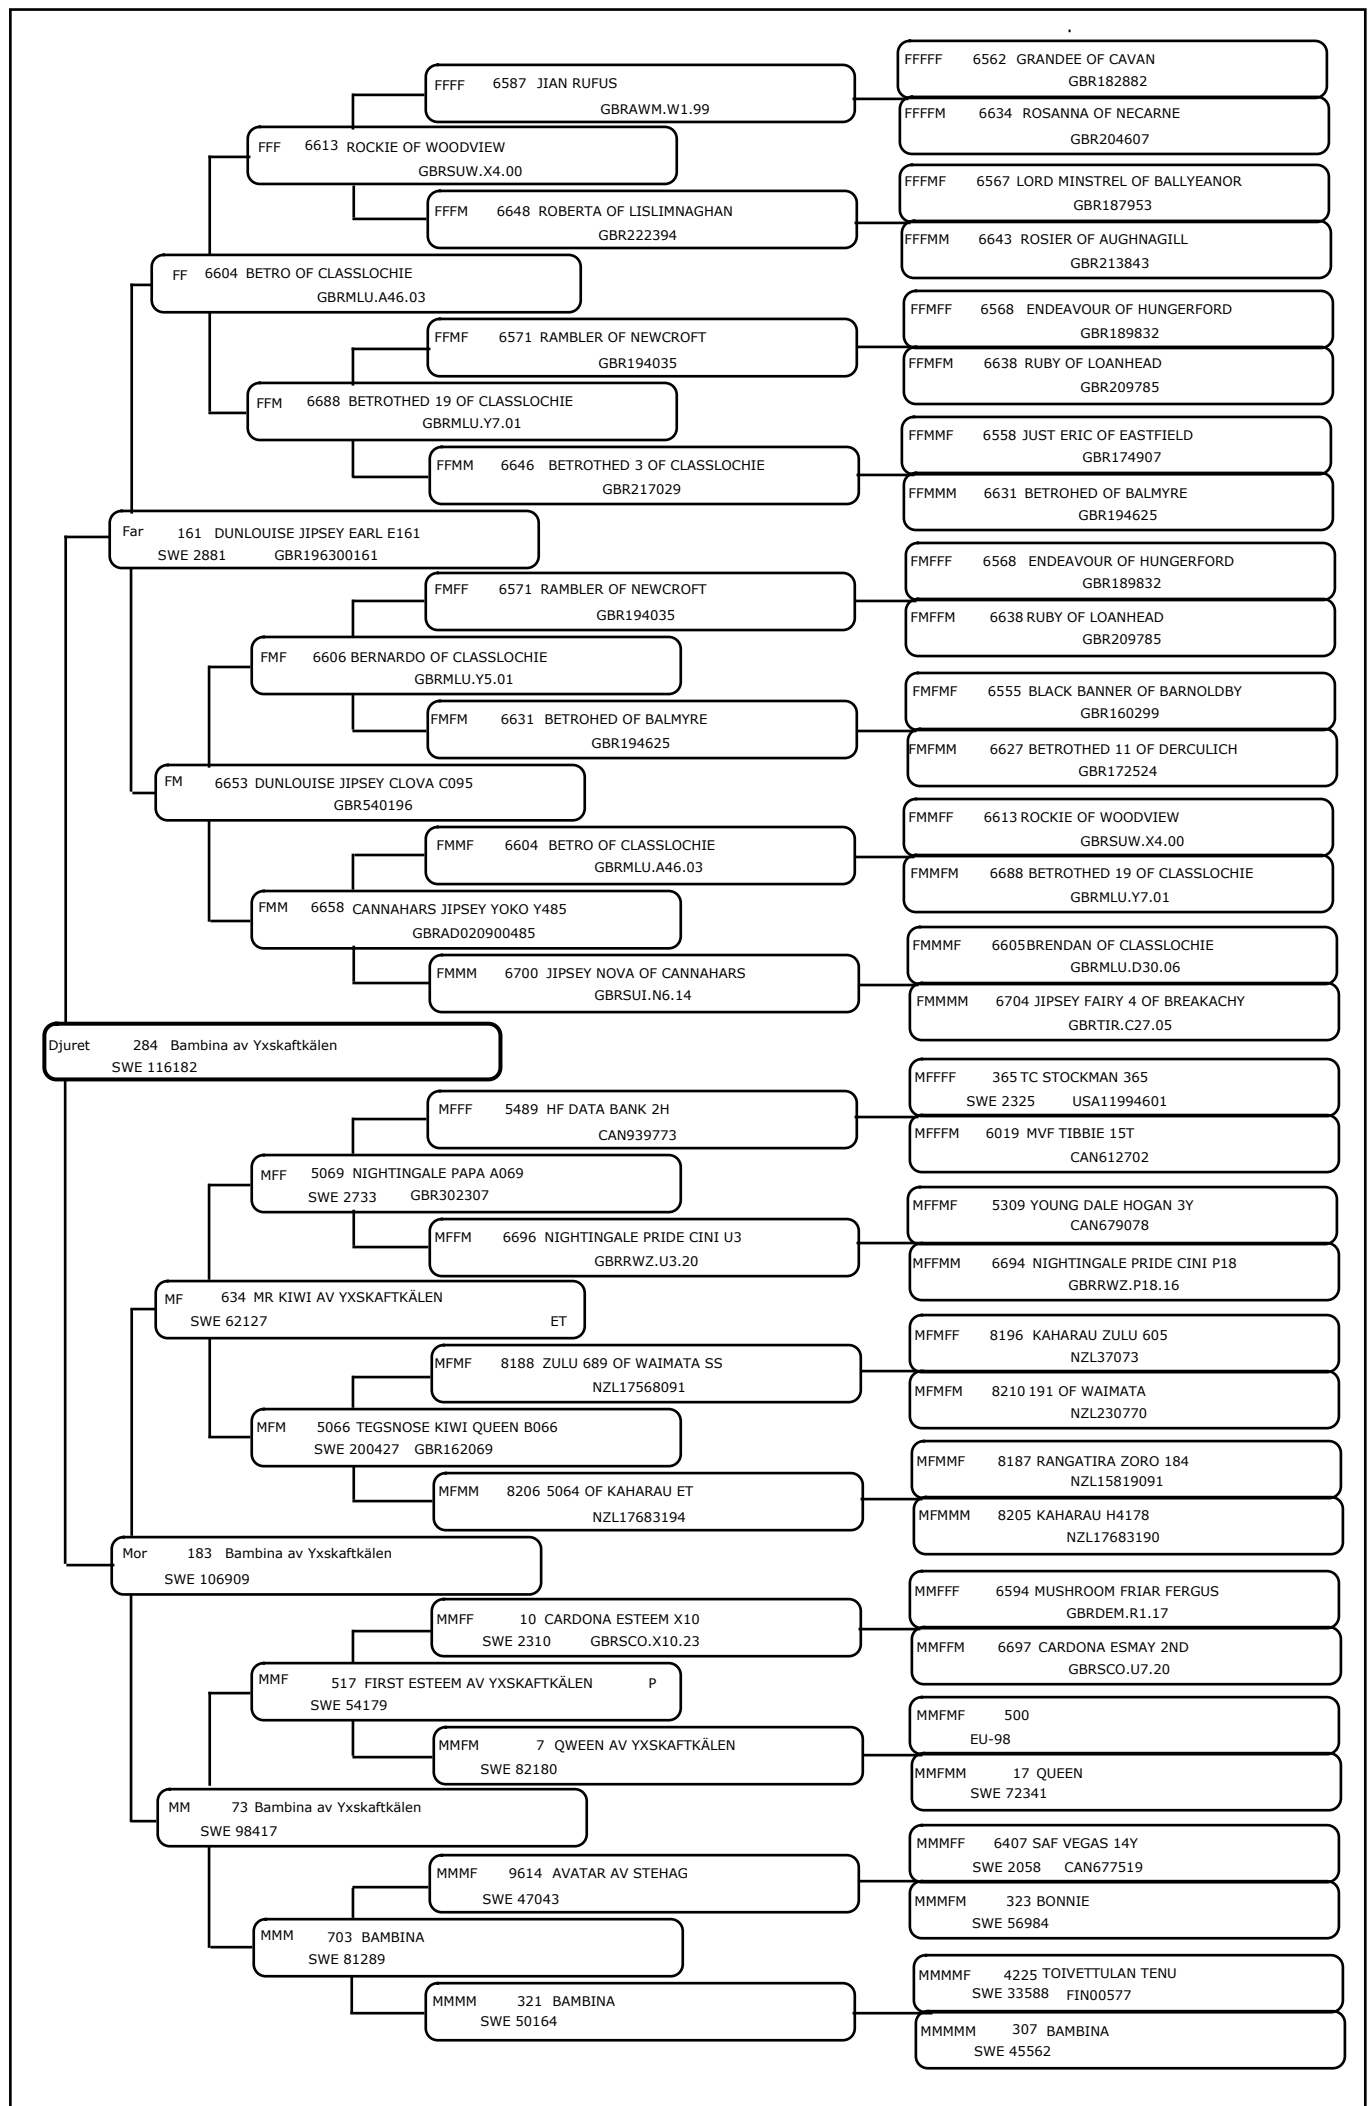 FFFFF 6562 GRANDEE OF CAVAN
GBR182882
FFFF 6587 JIAN RUFUS
GBRAWM.W1.99
FFFFM 6634 ROSANNA OF NECARNE
GBR204607
FFF 6613 ROCKIE OF WOODVIEW
GBRSUW.X4.00
FFFMF 6567 LORD MINSTREL OF BALLYEANOR
GBR187953
FFFM 6648 ROBERTA OF LISLIMNAGHAN
GBR222394
FFFMM 6643 ROSIER OF AUGHNAGILL
GBR213843
FF 6604 BETRO OF CLASSLOCHIE
GBRMLU.A46.03
FFMFF 6568 ENDEAVOUR OF HUNGERFORD
GBR189832
FFMF 6571 RAMBLER OF NEWCROFT
GBR194035
FFMFM 6638 RUBY OF LOANHEAD
GBR209785
FFM 6688 BETROTHED 19 OF CLASSLOCHIE
GBRMLU.Y7.01
FFMMF 6558 JUST ERIC OF EASTFIELD
GBR174907
FFMM 6646 BETROTHED 3 OF CLASSLOCHIE
GBR217029
FFMMM 6631 BETROHED OF BALMYRE
GBR194625
Far 161 DUNLOUISE JIPSEY EARL E161
SWE 2881 GBR196300161
FMFFF 6568 ENDEAVOUR OF HUNGERFORD
GBR189832
FMFF 6571 RAMBLER OF NEWCROFT
GBR194035
FMFFM 6638 RUBY OF LOANHEAD
GBR209785
FMF 6606 BERNARDO OF CLASSLOCHIE
GBRMLU.Y5.01
FMFMF 6555 BLACK BANNER OF BARNOLDBY
GBR160299
FMFM 6631 BETROHED OF BALMYRE
GBR194625
FMFMM 6627 BETROTHED 11 OF DERCULICH
GBR172524
FM 6653 DUNLOUISE JIPSEY CLOVA C095
GBR540196
FMMFF 6613 ROCKIE OF WOODVIEW
GBRSUW.X4.00
FMMF 6604 BETRO OF CLASSLOCHIE
GBRMLU.A46.03
FMMFM 6688 BETROTHED 19 OF CLASSLOCHIE
GBRMLU.Y7.01
FMM 6658 CANNAHARS JIPSEY YOKO Y485
GBRAD020900485
FMMMF 6605 BRENDAN OF CLASSLOCHIE
GBRMLU.D30.06
FMMM 6700 JIPSEY NOVA OF CANNAHARS
GBRSUI.N6.14
FMMMM 6704 JIPSEY FAIRY 4 OF BREAKACHY
GBRTIR.C27.05
Djuret 284 Bambina av Yxskaftkälen
SWE 116182
MFFFF 365 TC STOCKMAN 365
SWE 2325 USA11994601
MFFF 5489 HF DATA BANK 2H
CAN939773
MFFFM 6019 MVF TIBBIE 15T
CAN612702
MFF 5069 NIGHTINGALE PAPA A069
SWE 2733 GBR302307
MFFMF 5309 YOUNG DALE HOGAN 3Y
CAN679078
MFFM 6696 NIGHTINGALE PRIDE CINI U3
GBRRWZ.U3.20
MFFMM 6694 NIGHTINGALE PRIDE CINI P18
GBRRWZ.P18.16
MF 634 MR KIWI AV YXSKAFTKÄLEN
SWE 62127 ET
MFMFF 8196 KAHARAU ZULU 605
NZL37073
MFMF 8188 ZULU 689 OF WAIMATA SS
NZL17568091
MFMFM 8210 191 OF WAIMATA
NZL230770
MFM 5066 TEGSNOSE KIWI QUEEN B066
SWE 200427 GBR162069
MFMMF 8187 RANGATIRA ZORO 184
NZL15819091
MFMM 8206 5064 OF KAHARAU ET
NZL17683194
MFMMM 8205 KAHARAU H4178
NZL17683190
Mor 183 Bambina av Yxskaftkälen
SWE 106909
MMFFF 6594 MUSHROOM FRIAR FERGUS
GBRDEM.R1.17
MMFF 10 CARDONA ESTEEM X10
SWE 2310 GBRSCO.X10.23
MMFFM 6697 CARDONA ESMAY 2ND
GBRSCO.U7.20
MMF 517 FIRST ESTEEM AV YXSKAFTKÄLEN P
SWE 54179
MMFMF 500
EU-98
MMFM 7 QWEEN AV YXSKAFTKÄLEN
SWE 82180
MMFMM 17 QUEEN
SWE 72341
MM 73 Bambina av Yxskaftkälen
SWE 98417
MMMFF 6407 SAF VEGAS 14Y
SWE 2058 CAN677519
MMMF 9614 AVATAR AV STEHAG
SWE 47043
MMMFM 323 BONNIE
SWE 56984
MMM 703 BAMBINA
SWE 81289
MMMMF 4225 TOIVETTULAN TENU
SWE 33588 FIN00577
MMMM 321 BAMBINA
SWE 50164
MMMMM 307 BAMBINA
SWE 45562